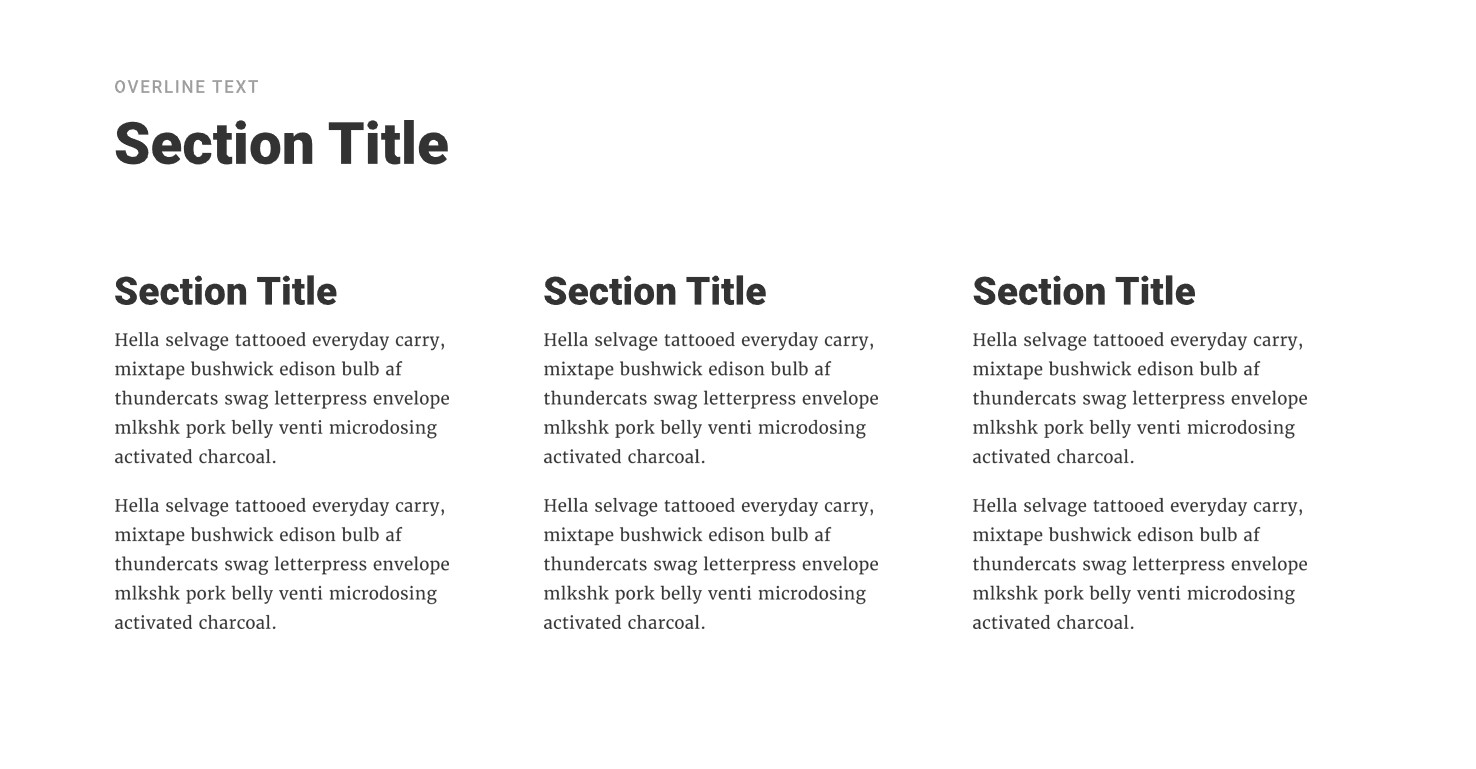 OVERLINE TEXT
Section Title
Section Title
Hella selvage tattooed everyday carry,
mixtape bushwick edison bulb af
thundercats swag letterpress envelope
mlkshk pork belly venti microdosing
activated charcoal.
Hella selvage tattooed everyday carry,
mixtape bushwick edison bulb af
thundercats swag letterpress envelope
mlkshk pork belly venti microdosing
activated charcoal.
Section Title
Hella selvage tattooed everyday carry,
mixtape bushwick edison bulb af
thundercats swag letterpress envelope
mlkshk pork belly venti microdosing
activated charcoal.
Hella selvage tattooed everyday carry,
mixtape bushwick edison bulb af
thundercats swag letterpress envelope
mlkshk pork belly venti microdosing
activated charcoal.
Section Title
Hella selvage tattooed everyday carry,
mixtape bushwick edison bulb af
thundercats swag letterpress envelope
mlkshk pork belly venti microdosing
activated charcoal.
Hella selvage tattooed everyday carry,
mixtape bushwick edison bulb af
thundercats swag letterpress envelope
mlkshk pork belly venti microdosing
activated charcoal.